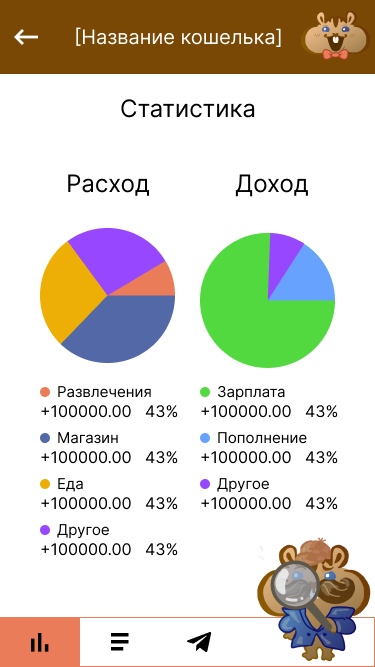 [Название кошелька]
Статистика
Расход
Развлечения
+100000.00 43%
Магазин
+100000.00 43%
Еда
+100000.00 43%
Другое
+100000.00 43%
Доход
Зарплата
+100000.00 43%
Пополнение
+100000.00 43%
Другое
+100000.00 43%